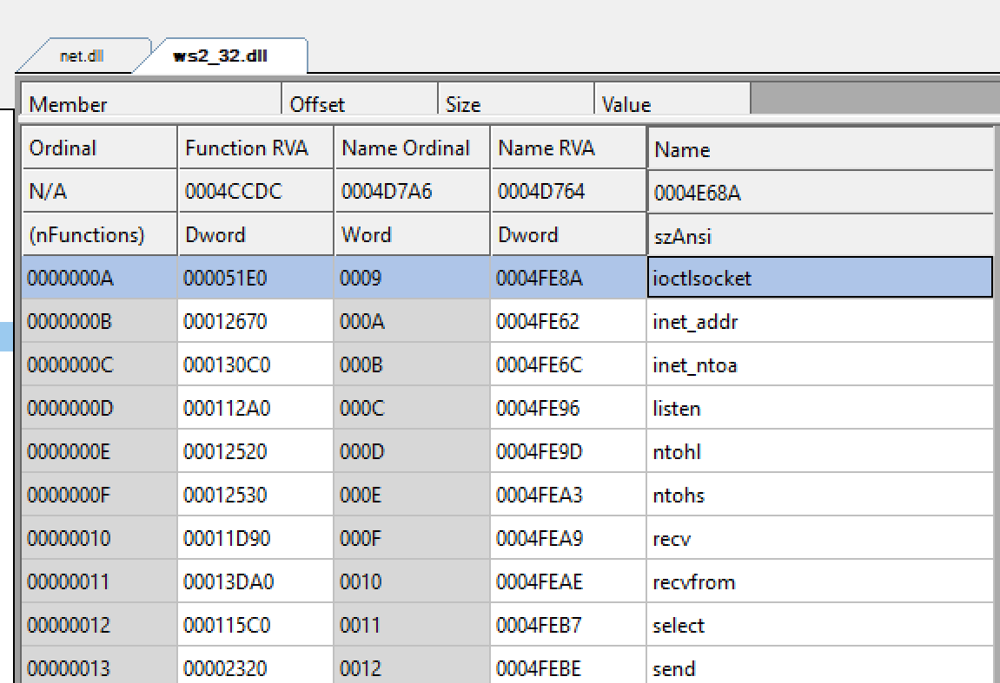 net.dll ws2_32.dll
Member Offset Size Value
Ordinal Function RVA Name Ordinal Name RVA Name
N/A 0004CCDC 0004D7A6 0004D764 0004E68A
(nFunctions) Dword Word Dword szAnsi
0000000A 000051E0 0009 0004FE8A ioctlsocket
0000000B 00012670 000A 0004FE62 inet_addr
0000000C 000130C0 000B 0004FE6C inet_ntoa
0000000D 000112A0 000C 0004FE96 listen
0000000E 00012520 000D 0004FE9D ntohl
0000000F 00012530 000E 0004FEA3 ntohs
00000010 00011D90 000F 0004FEA9 recv
00000011 00013DA0 0010 0004FEAE recvfrom
00000012 000115C0 0011 0004FEB7 select
00000013 00002320 0012 0004FEBE send